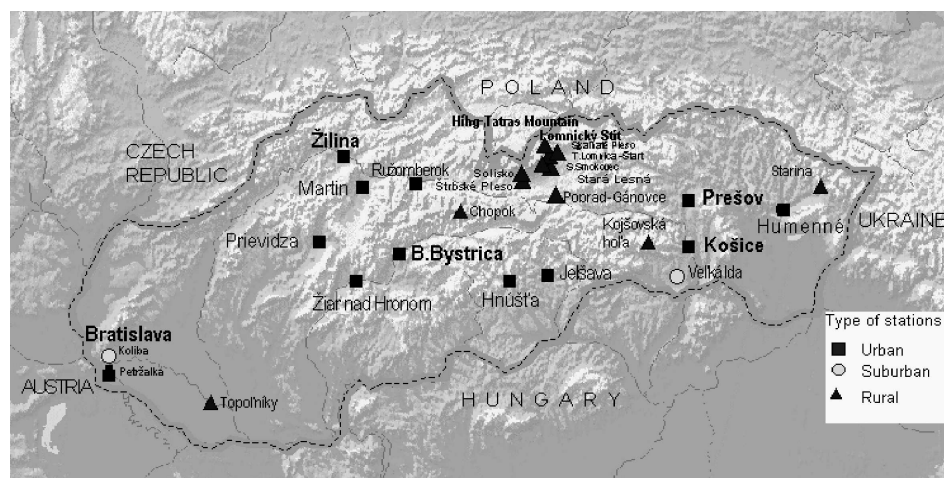 POLAND
High-Tatras Mountain
Lomnický Štít
Skalnaté Pleso
T.Lomnica-Start
S.Smokovec
Stará Lesná
CZECH
REPUBLIC
Žilina
Ružomberok
Solisko
Štrbské Pleso
Martin
Poprad-Gánovce
Starina
Prešov
Chopok
Humenné
UKRAINE
Kojšovská
hoľa
Prievidza
Košice
B.Bystrica
Veľká Ida
Jelšava
Žiar nad Hronom
Hnúšťa
Bratislava
Koliba
Petržalka
AUSTRIA
Topoľníky
HUNGARY
Type of stations
Urban
Suburban
Rural